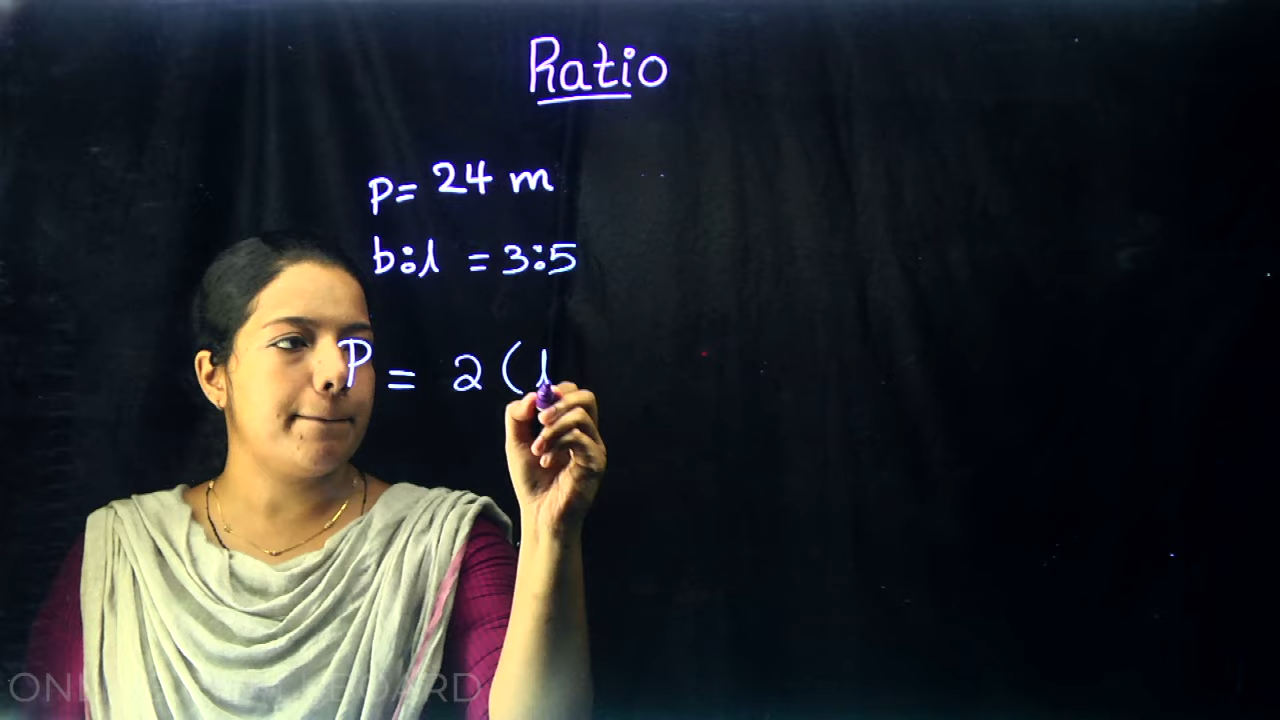 Ratio
P= 24 m
b:l = 3:5
P = 2 (l